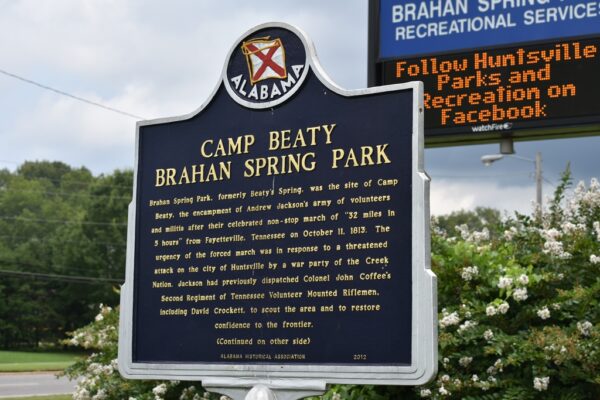 BRAHAN SPRING
RECREATIONAL SERVICES
Follow Huntsville
Parks and
Recreation on
Facebook
watchFire
ALABAMA
CAMP BEATY
BRAHAN SPRING PARK
Brahan Spring Park, formerly Beaty's Spring, was the site of Camp
Beaty, the encampment of Andrew Jackson's army of volunteers
and militia after their celebrated non-stop march of "32 miles in
5 hours" from Fayetteville, Tennessee on October 11, 1813. The
urgency of the forced march was in response to a threatened
attack on the city of Huntsville by a war party of the Creek
Nation. Jackson had previously dispatched Colonel John Coffee's
Second Regiment of Tennessee Volunteer Mounted Riflemen,
including David Crockett, to scout the area and to restore
confidence to the frontier.
(Continued on other side)
ALABAMA HISTORICAL ASSOCIATION 2012